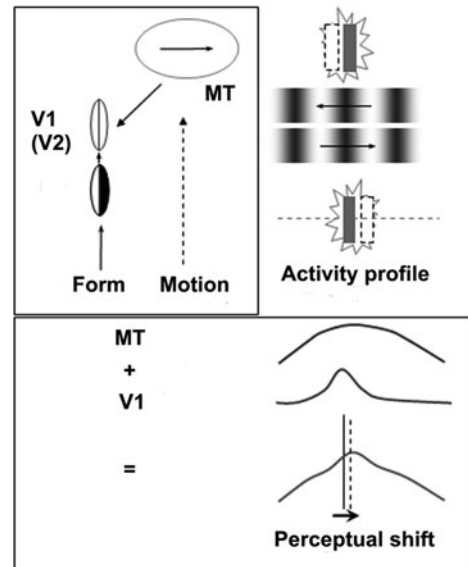 MT
V1
(V2)
Form
Motion
Activity profile
MT
+
V1
=
Perceptual shift